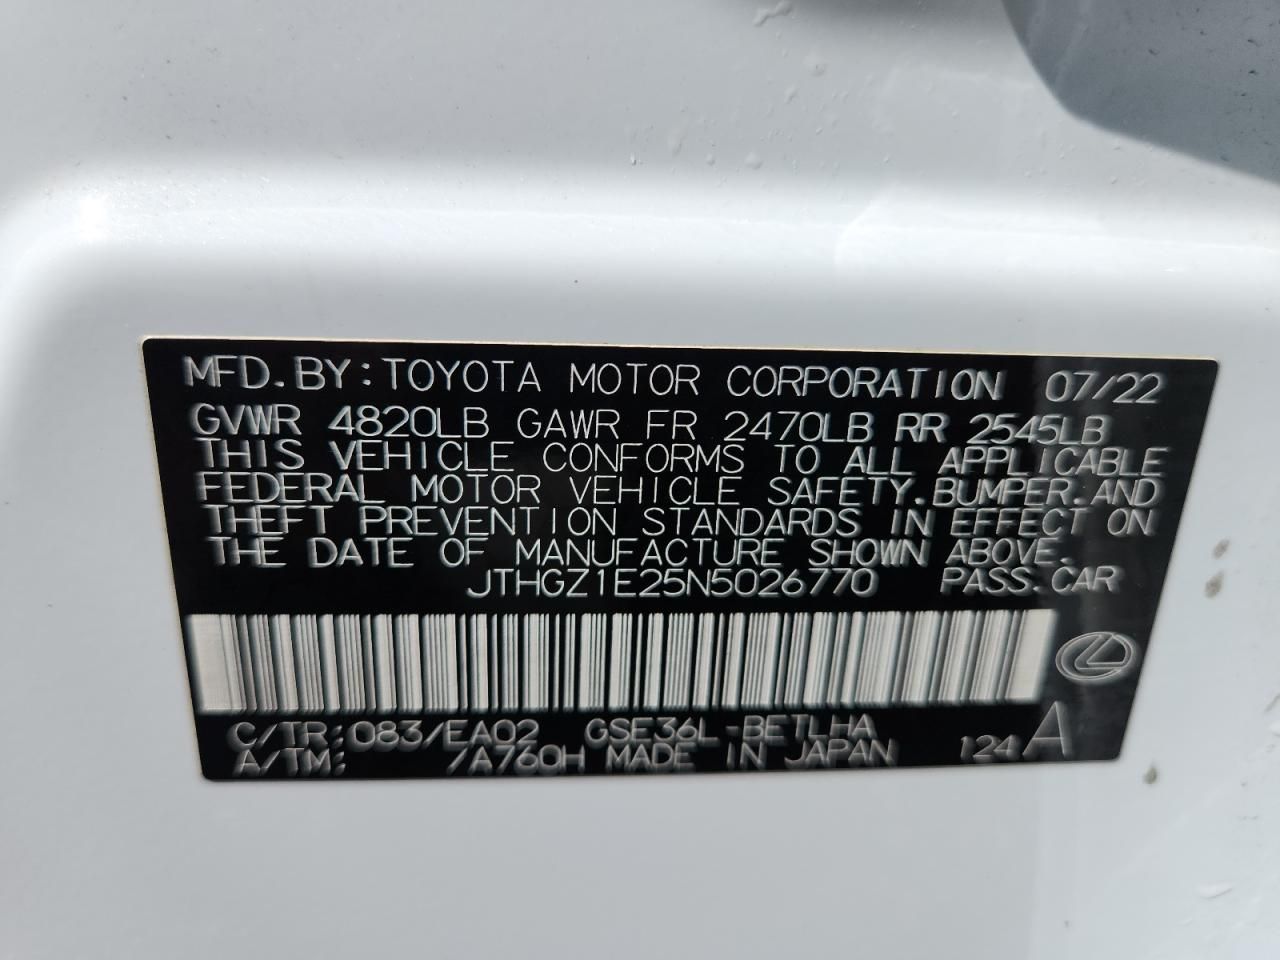 MFD.BY:TOYOTA MOTOR CORPORATION 07/22
GVWR 4820LB GAWR FR 2470LB RR 2545LB
THIS VEHICLE CONFORMS TO ALL APPLICABLE
FEDERAL MOTOR VEHICLE SAFETY,BUMPER,AND
THEFT PREVENTION STANDARDS IN EFFECT ON
THE DATE OF MANUFACTURE SHOWN ABOVE.
JTHGZ1E25N5026770 PASS.CAR
C/TR:083/EA02 GSE36L-BETLHA
A/TM: /A760H MADE IN JAPAN 124 A